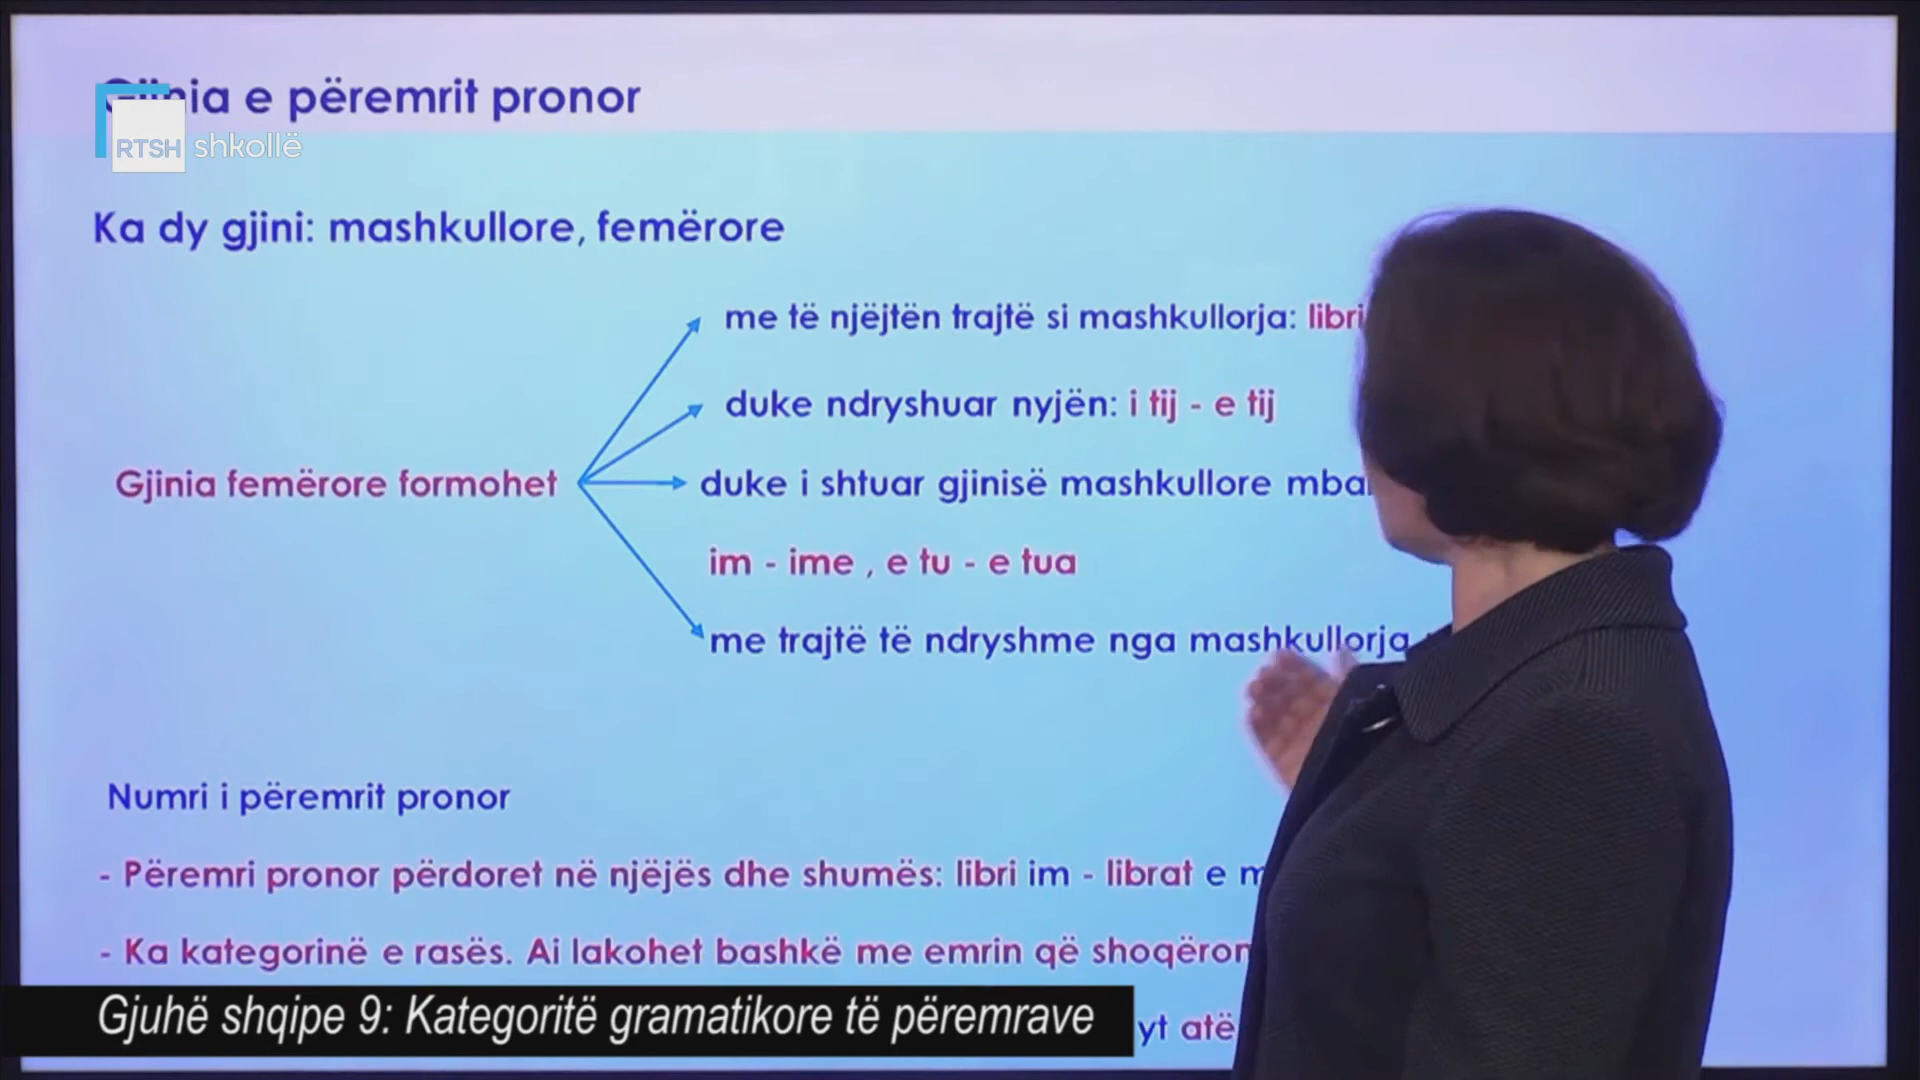 Gjinia e përemrit pronor
RTSH shkollë
Ka dy gjini: mashkullore, femërore
me të njëjtën trajtë si mashkullorja: libri
duke ndryshuar nyjën: i tij - e tij
Gjinia femërore formohet
duke i shtuar gjinisë mashkullore
im - ime , e tu - e tua
me trajtë të ndryshme nga mashkullorja
Numri i përemrit pronor
- Përemri pronor përdoret në njëjës dhe shumës: libri im - librat e
- Ka kategorinë e rasës. Ai lakohet bashkë me emrin që shoqëron
Gjuhë shqipe 9: Kategoritë gramatikore të përemrave
yt atë